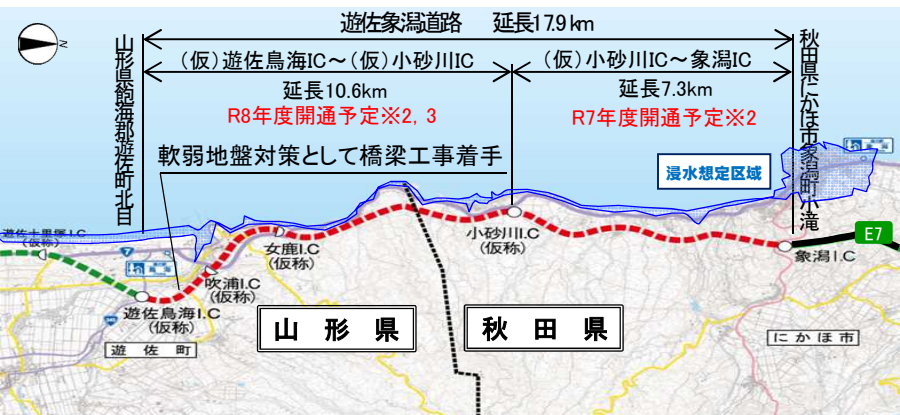 遊佐象潟道路 延長17.9km
山形県飽海郡遊佐町北目
(仮)遊佐鳥海IC～(仮)小砂川IC
延長10.6km
R8年度開通予定※2，3
(仮)小砂川IC～象潟IC
延長7.3km
R7年度開通予定※2
秋田県にかほ市象潟町小滝
N
軟弱地盤対策として橋梁工事着手
浸水想定区域
遊佐十里塚I.C
(仮称)
7
女鹿I.C
(仮称)
吹浦I.C
(仮称)
遊佐鳥海I.C
(仮称)
遊佐町
小砂川I.C
(仮称)
象潟I.C
E7
山形県
秋田県
にかほ市